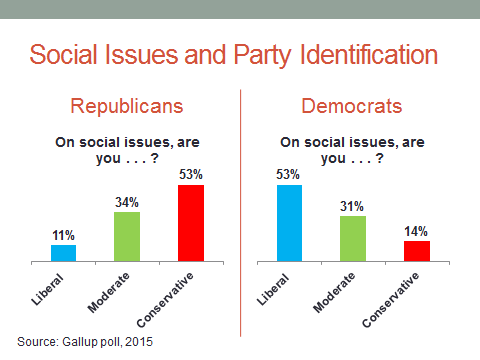 Social Issues and Party Identification
Republicans
On social issues, are
you . . . ?
11%
34%
53%
Liberal
Moderate
Conservative
Democrats
On social issues, are
you . . . ?
53%
31%
14%
Liberal
Moderate
Conservative
Source: Gallup poll, 2015